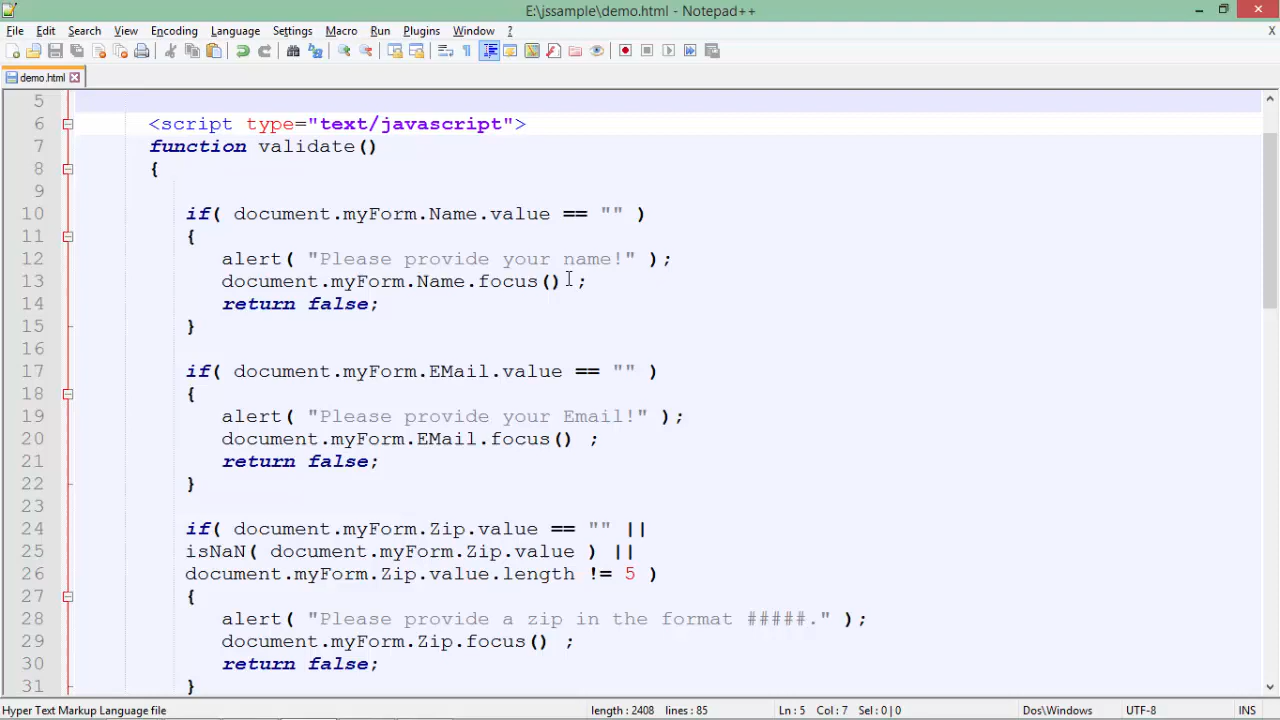 E:\jssample\demo.html - Notepad++
File Edit Search View Encoding Language Settings Macro Run Plugins Window ? X
demo.html
5
6 <script type="text/javascript">
7 function validate()
8 {
9
10 if( document.myForm.Name.value == "" )
11 {
12 alert( "Please provide your name!" );
13 document.myForm.Name.focus() ;
14 return false;
15 }
16
17 if( document.myForm.EMail.value == "" )
18 {
19 alert( "Please provide your Email!" );
20 document.myForm.EMail.focus() ;
21 return false;
22 }
23
24 if( document.myForm.Zip.value == "" ||
25 isNaN( document.myForm.Zip.value ) ||
26 document.myForm.Zip.value.length != 5 )
27 {
28 alert( "Please provide a zip in the format #####." );
29 document.myForm.Zip.focus() ;
30 return false;
31 }
Hyper Text Markup Language file length : 2408 lines : 85 Ln : 5 Col : 7 Sel : 0 | 0 Dos\Windows UTF-8 INS